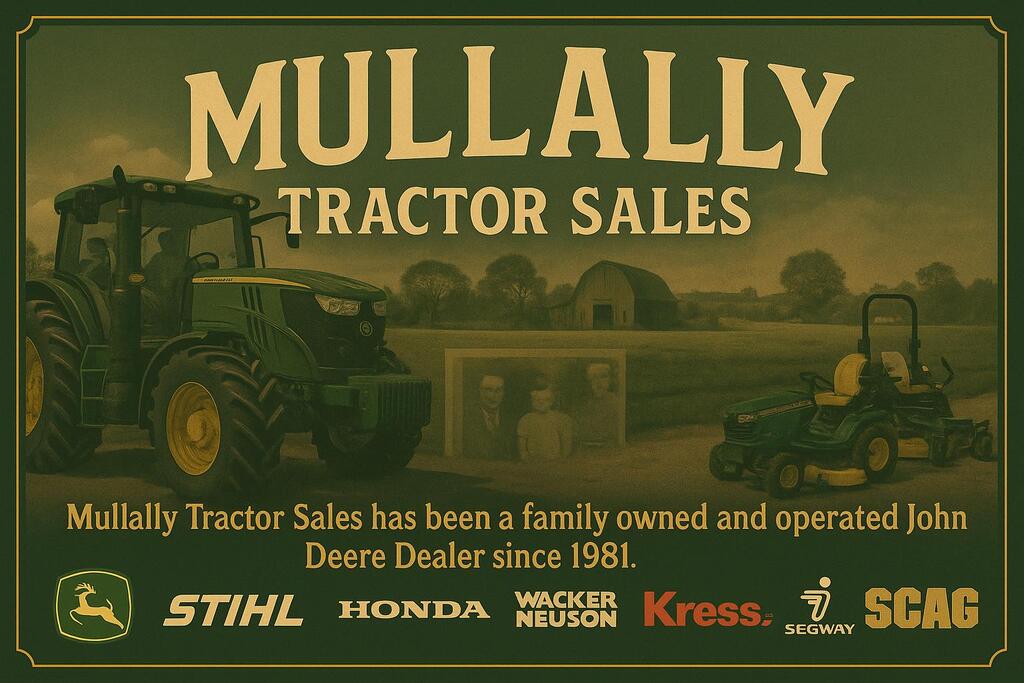 MULLALLY
TRACTOR SALES
Mullally Tractor Sales has been a family owned and operated John
Deere Dealer since 1981.
STIHL HONDA WACKER NEUSON Kress SEGWAY SCAG